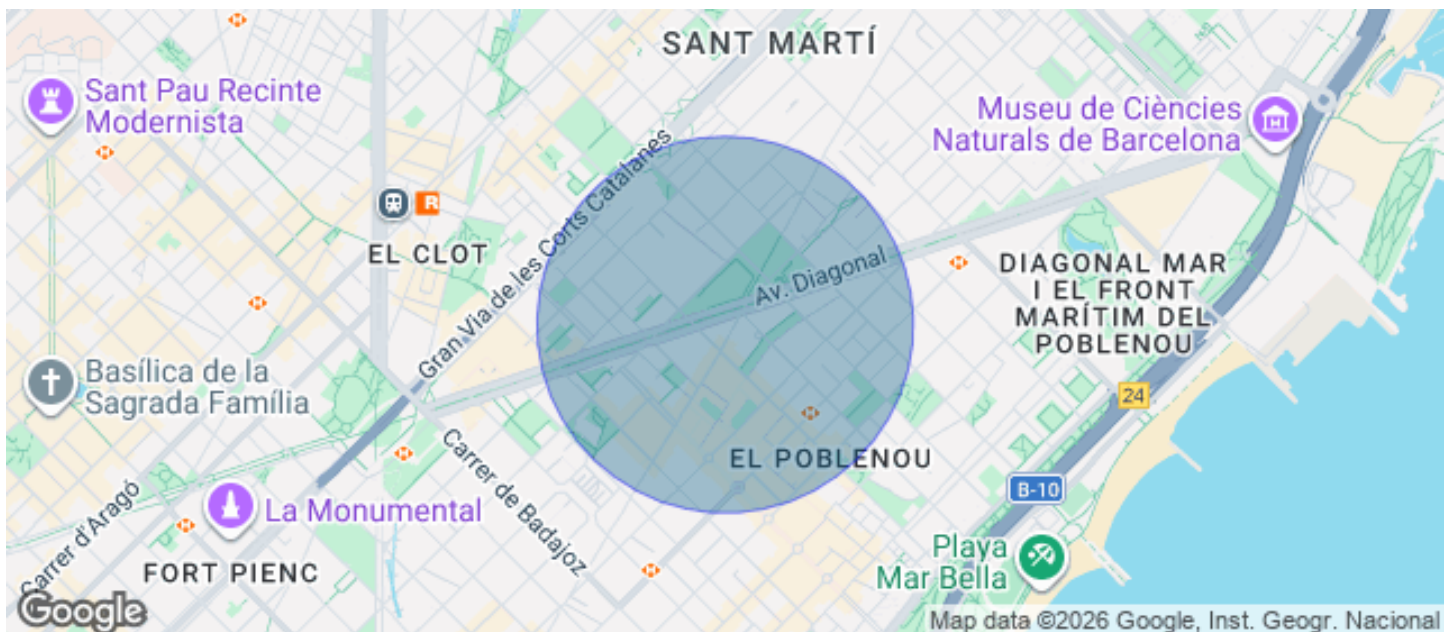 SANT MARTÍ
Sant Pau Recinte
Modernista
Museu de Ciències
Naturals de Barcelona
R
EL CLOT
Gran Via de les Corts Catalanes
Av. Diagonal
DIAGONAL MAR
I EL FRONT
MARÍTIM DEL
POBLENOU
Basílica de la
Sagrada Família
24
Carrer de Badajoz
EL POBLENOU
B-10
La Monumental
Carrer d'Aragó
Playa
Mar Bella
FORT PIENC
Google
Map data ©2026 Google, Inst. Geogr. Nacional